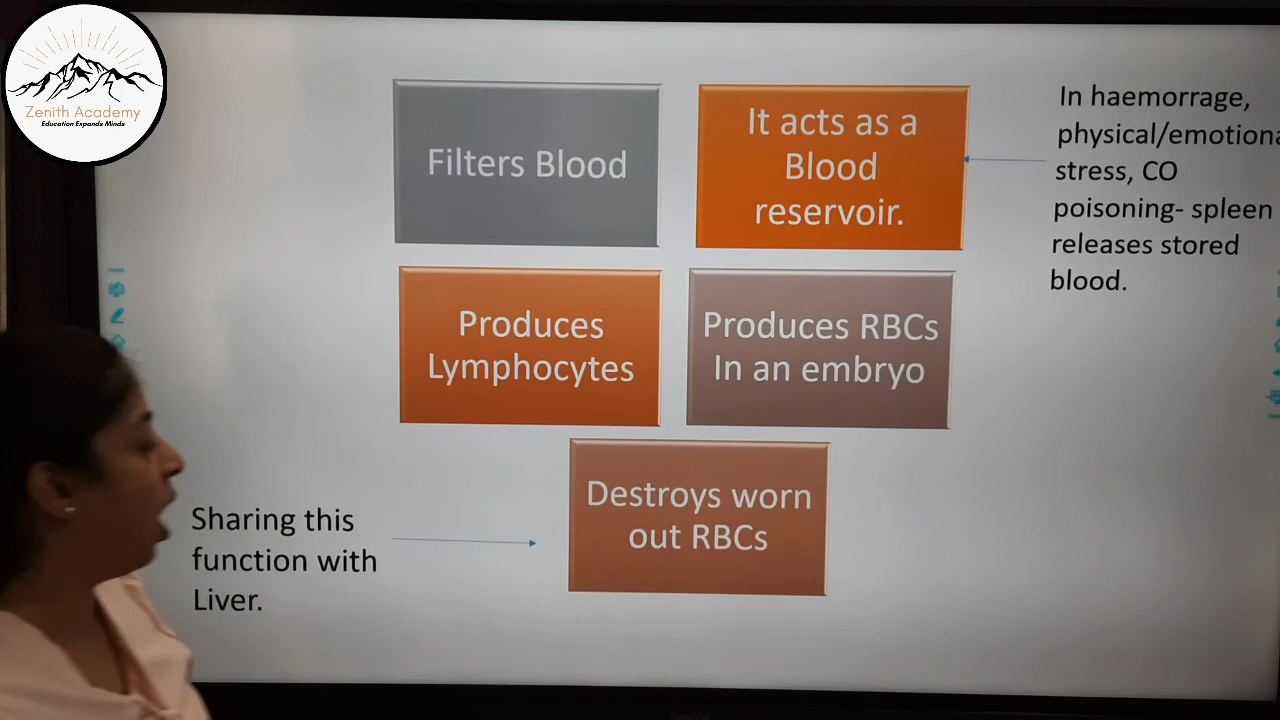 Zenith Academy
Education Expands Minds
Filters Blood
It acts as a
Blood
reservoir.
In haemorrage,
physical/emotiona
stress, CO
poisoning- spleen
releases stored
blood.
Produces
Lymphocytes
Produces RBCs
In an embryo
Destroys worn
out RBCs
Sharing this
function with
Liver.